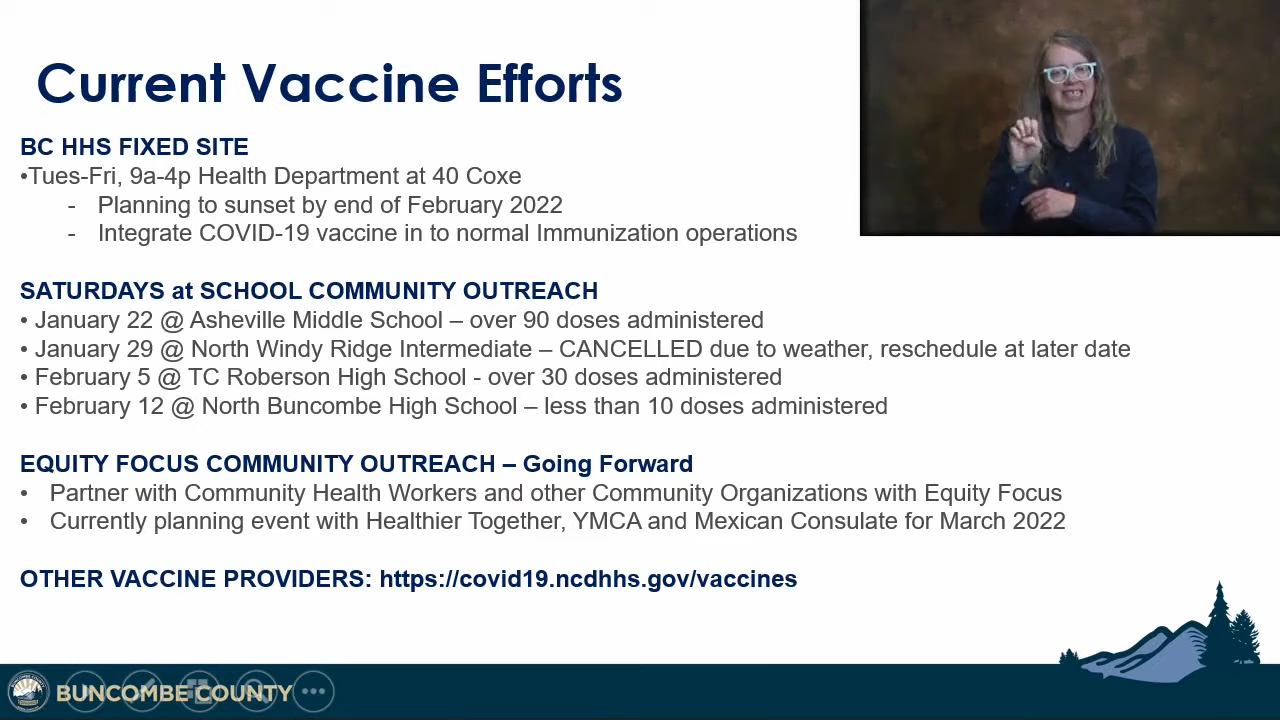 Current Vaccine Efforts
BC HHS FIXED SITE
•Tues-Fri, 9a-4p Health Department at 40 Coxe
- Planning to sunset by end of February 2022
- Integrate COVID-19 vaccine in to normal Immunization operations
SATURDAYS at SCHOOL COMMUNITY OUTREACH
• January 22 @ Asheville Middle School – over 90 doses administered
• January 29 @ North Windy Ridge Intermediate – CANCELLED due to weather, reschedule at later date
• February 5 @ TC Roberson High School - over 30 doses administered
• February 12 @ North Buncombe High School – less than 10 doses administered
EQUITY FOCUS COMMUNITY OUTREACH – Going Forward
• Partner with Community Health Workers and other Community Organizations with Equity Focus
• Currently planning event with Healthier Together, YMCA and Mexican Consulate for March 2022
OTHER VACCINE PROVIDERS: https://covid19.ncdhhs.gov/vaccines
BUNCOMBE COUNTY